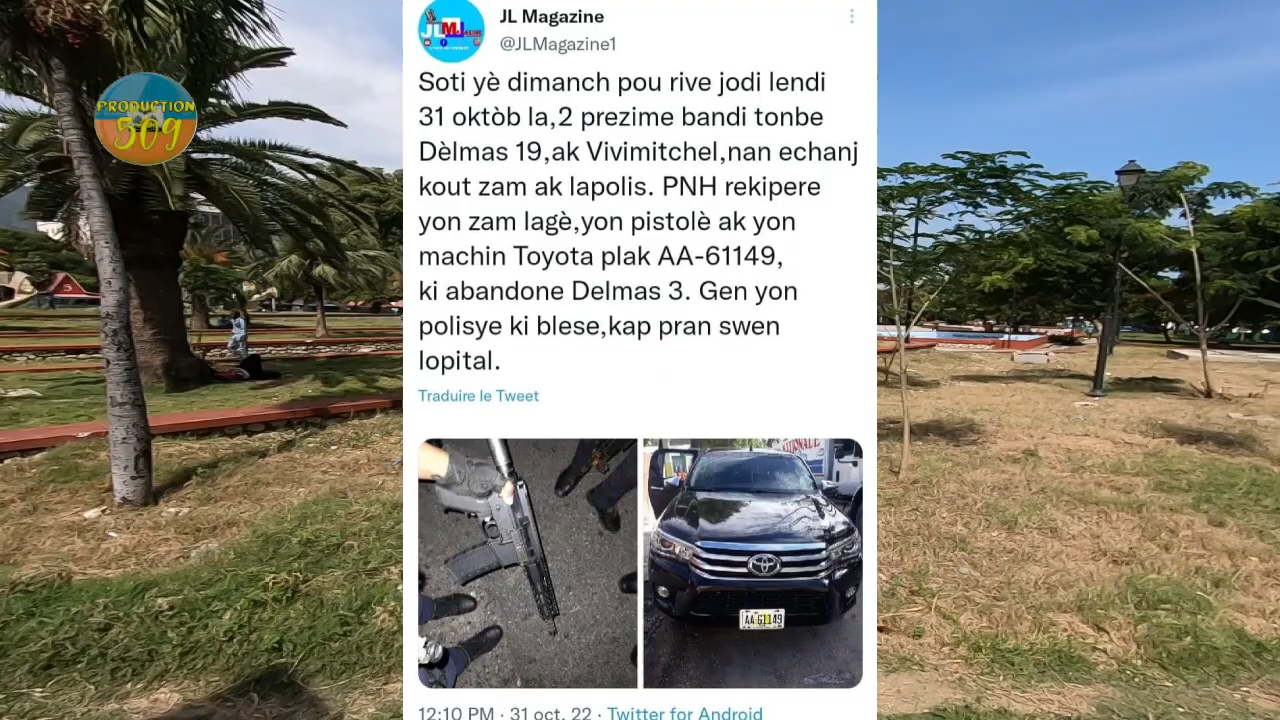 JL Magazine
@JLMagazine1
PRODUCTION
509
Soti yè dimanch pou rive jodi lendi
31 oktòb la,2 prezime bandi tonbe
Dèlmas 19,ak Vivimitchel,nan echanj
kout zam ak lapolis. PNH rekipere
yon zam lagè,yon pistolè ak yon
machin Toyota plak AA-61149,
ki abandone Delmas 3. Gen yon
polisye ki blese,kap pran swen
lopital.
Traduire le Tweet
AA-61149
12:10 PM · 31 oct. 22 · Twitter for Android